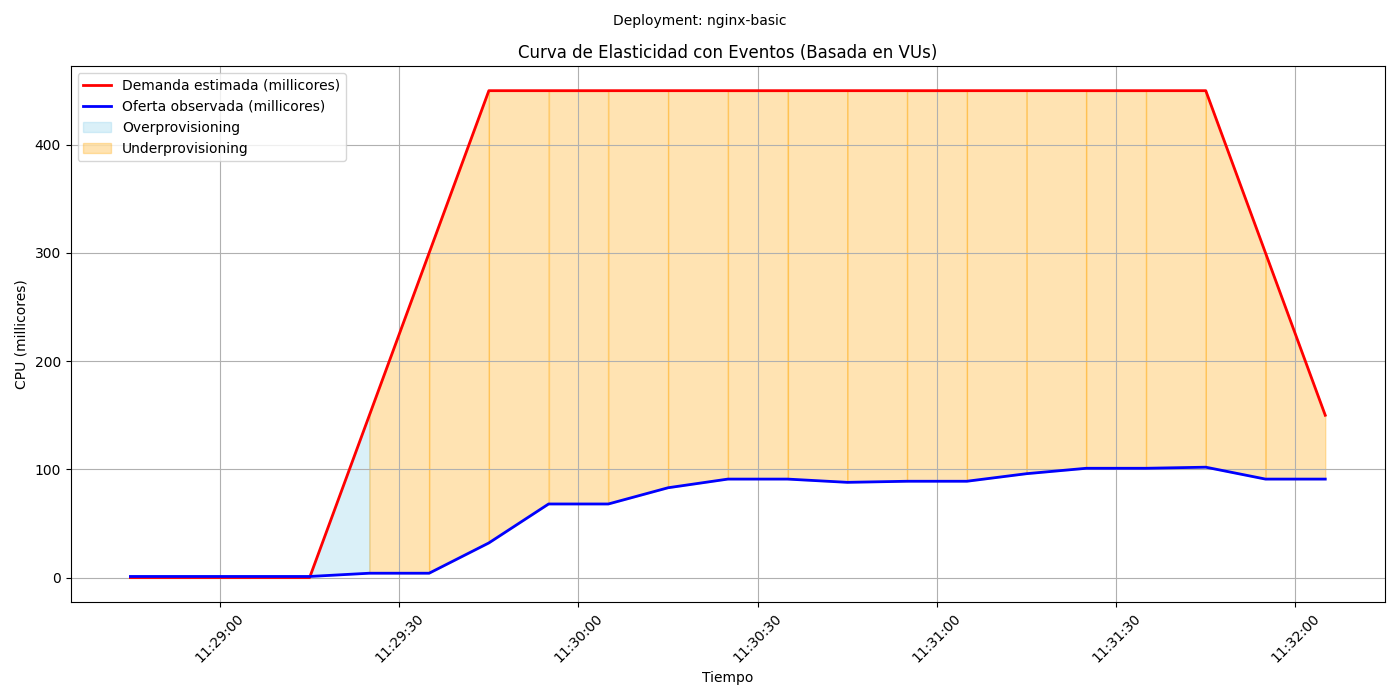 Deployment: nginx-basic
Curva de Elasticidad con Eventos (Basada en VUs)
Demanda estimada (millicores)
Oferta observada (millicores)
Overprovisioning
Underprovisioning
CPU (millicores)
400
300
200
100
0
11:29:00
11:29:30
11:30:00
11:30:30
11:31:00
11:31:30
11:32:00
Tiempo